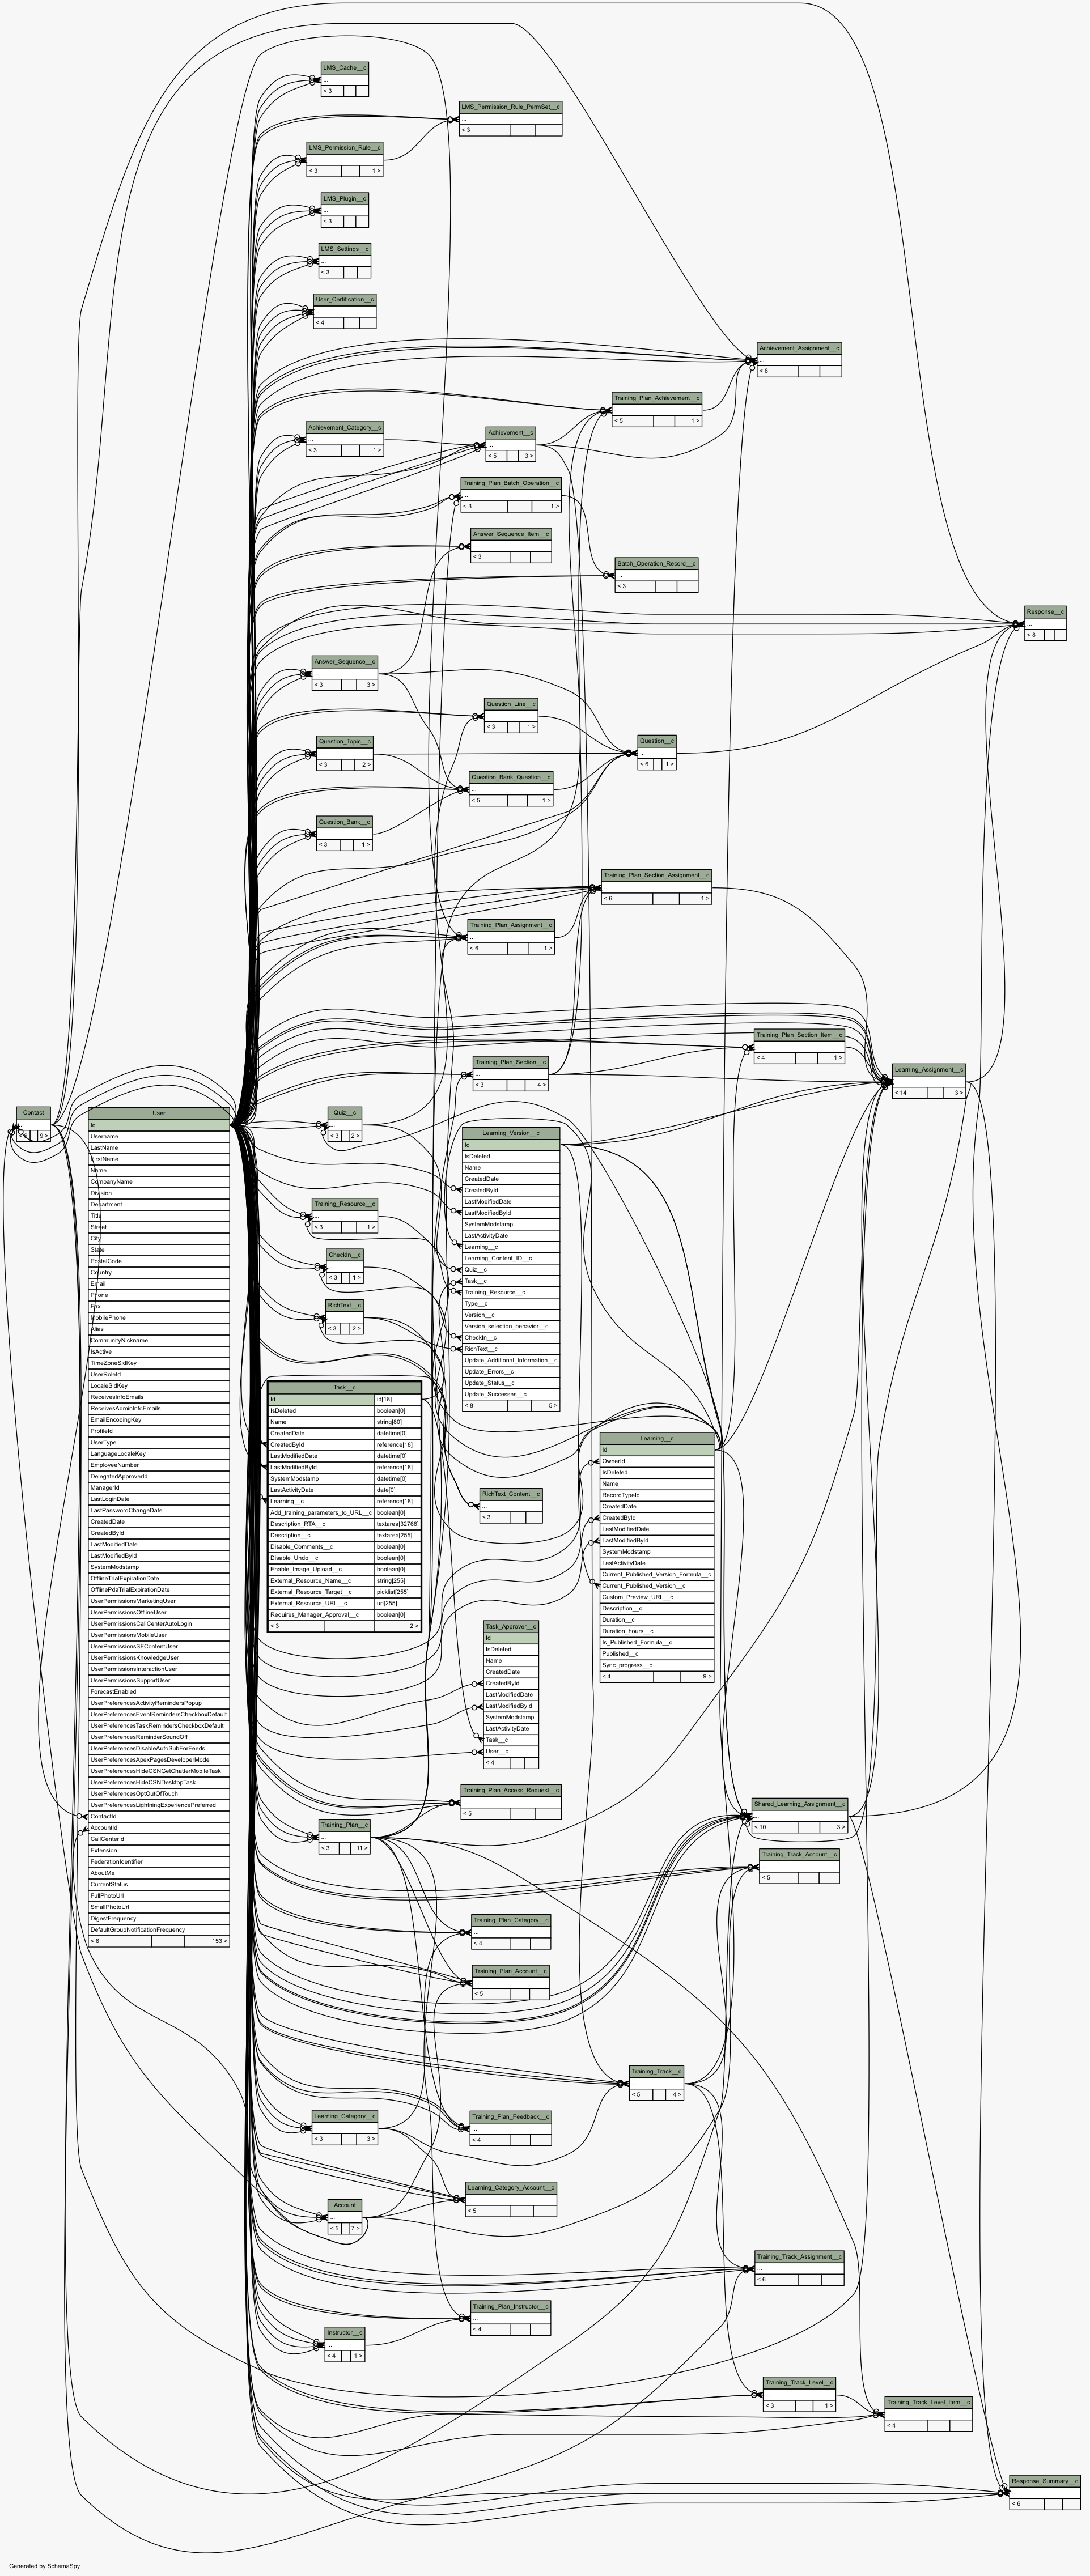 LMS_Cache__c
...
< 3
LMS_Permission_Rule_PermSet__c
...
< 3
LMS_Permission_Rule__c
...
< 3 1 >
LMS_Plugin__c
...
< 3
LMS_Settings__c
...
< 3
User_Certification__c
...
< 4
Achievement_Assignment__c
...
< 8
Training_Plan_Achievement__c
...
< 5 1 >
Achievement_Category__c
...
< 3 1 >
Achievement__c
...
< 5 3 >
Training_Plan_Batch_Operation__c
...
< 3 1 >
Answer_Sequence_Item__c
...
< 3
Batch_Operation_Record__c
...
< 3
Response__c
...
< 8
Answer_Sequence__c
...
< 3 3 >
Question_Line__c
...
< 3 1 >
Question_Topic__c
...
< 3 2 >
Question__c
...
< 6 1 >
Question_Bank_Question__c
...
< 5 1 >
Question_Bank__c
...
< 3 1 >
Training_Plan_Section_Assignment__c
...
< 6 1 >
Training_Plan_Assignment__c
...
< 6 1 >
Training_Plan_Section_Item__c
...
< 4 1 >
Training_Plan_Section__c
...
< 3 4 >
Learning_Assignment__c
...
< 14 3 >
Contact
9 >
User
Id
Username
LastName
FirstName
Name
CompanyName
Division
Department
Title
Street
City
State
PostalCode
Country
Email
Phone
Fax
MobilePhone
Alias
CommunityNickname
IsActive
TimeZoneSidKey
UserRoleId
LocaleSidKey
ReceivesInfoEmails
ReceivesAdminInfoEmails
EmailEncodingKey
ProfileId
UserType
LanguageLocaleKey
EmployeeNumber
DelegatedApproverId
ManagerId
LastLoginDate
LastPasswordChangeDate
CreatedDate
CreatedById
LastModifiedDate
LastModifiedById
SystemModstamp
OfflineTrialExpirationDate
OfflinePdaTrialExpirationDate
UserPermissionsMarketingUser
UserPermissionsOfflineUser
UserPermissionsCallCenterAutoLogin
UserPermissionsMobileUser
UserPermissionsSFContentUser
UserPermissionsKnowledgeUser
UserPermissionsInteractionUser
UserPermissionsSupportUser
ForecastEnabled
UserPreferencesActivityRemindersPopup
UserPreferencesEventRemindersCheckboxDefault
UserPreferencesTaskRemindersCheckboxDefault
UserPreferencesReminderSoundOff
UserPreferencesDisableAutoSubForFeeds
UserPreferencesApexPagesDeveloperMode
UserPreferencesHideCSNGetChatterMobileTask
UserPreferencesHideCSNDesktopTask
UserPreferencesOptOutOfTouch
UserPreferencesLightningExperiencePreferred
ContactId
AccountId
CallCenterId
Extension
FederationIdentifier
AboutMe
CurrentStatus
FullPhotoUrl
SmallPhotoUrl
DigestFrequency
DefaultGroupNotificationFrequency
< 6 153 >
Quiz__c
...
< 3 2 >
Learning_Version__c
Id
IsDeleted
Name
CreatedDate
CreatedById
LastModifiedDate
LastModifiedById
SystemModstamp
LastActivityDate
Learning__c
Learning_Content_ID__c
Quiz__c
Task__c
Training_Resource__c
Type__c
Version__c
Version_selection_behavior__c
CheckIn__c
RichText__c
Update_Additional_Information__c
Update_Errors__c
Update_Status__c
Update_Successes__c
< 8 5 >
Training_Resource__c
...
< 3 1 >
CheckIn__c
...
< 3 1 >
RichText__c
...
< 3 2 >
Task__c
Id id[18]
IsDeleted boolean[0]
Name string[80]
CreatedDate datetime[0]
CreatedById reference[18]
LastModifiedDate datetime[0]
LastModifiedById reference[18]
SystemModstamp datetime[0]
LastActivityDate date[0]
Learning__c reference[18]
Add_training_parameters_to_URL__c boolean[0]
Description_RTA__c textarea[32768]
Description__c textarea[255]
Disable_Comments__c boolean[0]
Disable_Undo__c boolean[0]
Enable_Image_Upload__c boolean[0]
External_Resource_Name__c string[255]
External_Resource_Target__c picklist[255]
External_Resource_URL__c url[255]
Requires_Manager_Approval__c boolean[0]
< 3 2 >
Learning__c
Id
OwnerId
IsDeleted
Name
RecordTypeId
CreatedDate
CreatedById
LastModifiedDate
LastModifiedById
SystemModstamp
LastActivityDate
Current_Published_Version_Formula__c
Current_Published_Version__c
Custom_Preview_URL__c
Description__c
Duration__c
Duration_hours__c
Is_Published_Formula__c
Published__c
Sync_progress__c
< 4 9 >
RichText_Content__c
...
< 3
Task_Approver__c
Id
IsDeleted
Name
CreatedDate
CreatedById
LastModifiedDate
LastModifiedById
SystemModstamp
LastActivityDate
Task__c
User__c
< 4
Training_Plan_Access_Request__c
...
< 5
Shared_Learning_Assignment__c
...
< 10 3 >
Training_Plan__c
...
< 3 11 >
Training_Track_Account__c
...
< 5
Training_Plan_Category__c
...
< 4
Training_Plan_Account__c
...
< 5
Training_Track__c
...
< 5 4 >
Learning_Category__c
...
< 3 3 >
Training_Plan_Feedback__c
...
< 4
Learning_Category_Account__c
...
< 5
Account
...
< 5 7 >
Training_Track_Assignment__c
...
< 6
Training_Plan_Instructor__c
...
< 4
Instructor__c
...
< 4 1 >
Training_Track_Level__c
...
< 3 1 >
Training_Track_Level_Item__c
...
< 4
Response_Summary__c
...
< 6
Generated by SchemaSpy